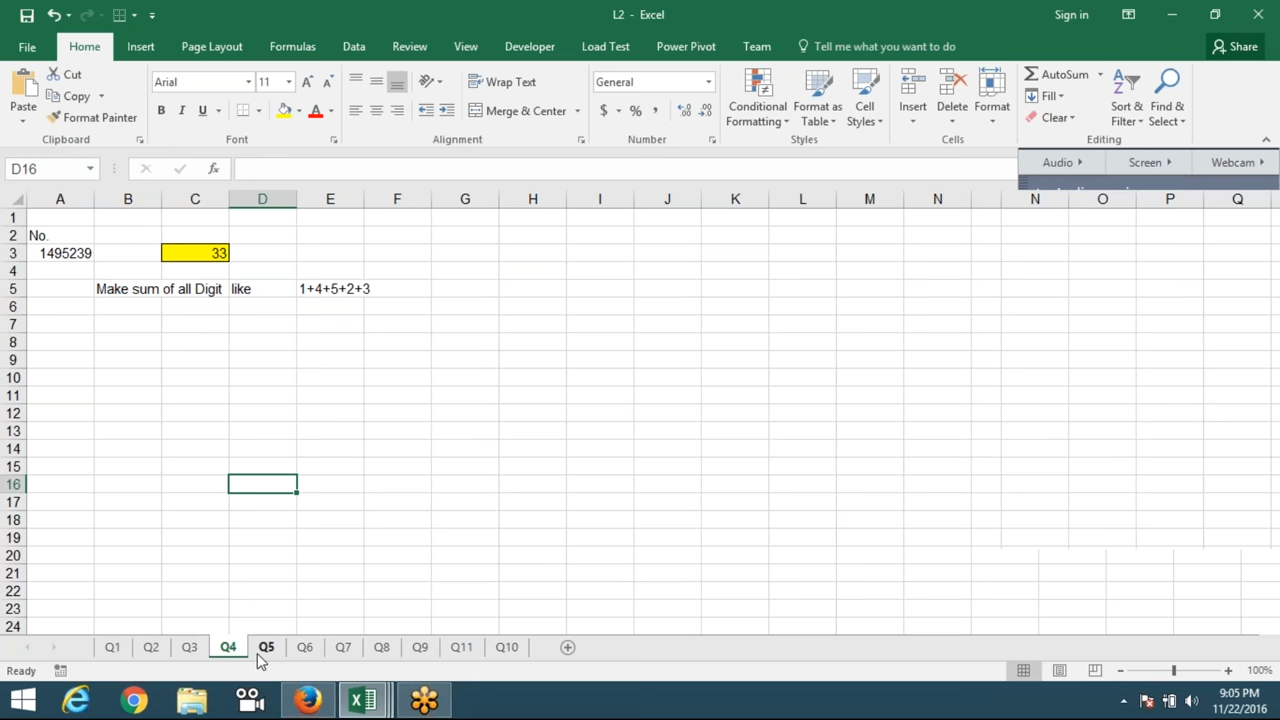 L2 - Excel
Sign in
File Home Insert Page Layout Formulas Data Review View Developer Load Test Power Pivot Team Tell me what you want to do Share
Paste
Cut
Copy
Format Painter
Clipboard
Arial 11
B I U
Font
Wrap Text
Merge & Center
Alignment
General
$ % ,
Number
Conditional Formatting
Format as Table
Cell Styles
Styles
Insert
Delete
Format
Cells
AutoSum
Fill
Clear
Sort & Filter
Find & Select
Editing
D16
fx
Audio Screen Webcam
A B C D E F G H I J K L M N N O P Q
1
2 No.
3 1495239 33
4
5 Make sum of all Digit like 1+4+5+2+3
6
7
8
9
10
11
12
13
14
15
16
17
18
19
20
21
22
23
24
Q1 Q2 Q3 Q4 Q5 Q6 Q7 Q8 Q9 Q11 Q10
Ready
100%
9:05 PM
11/22/2016